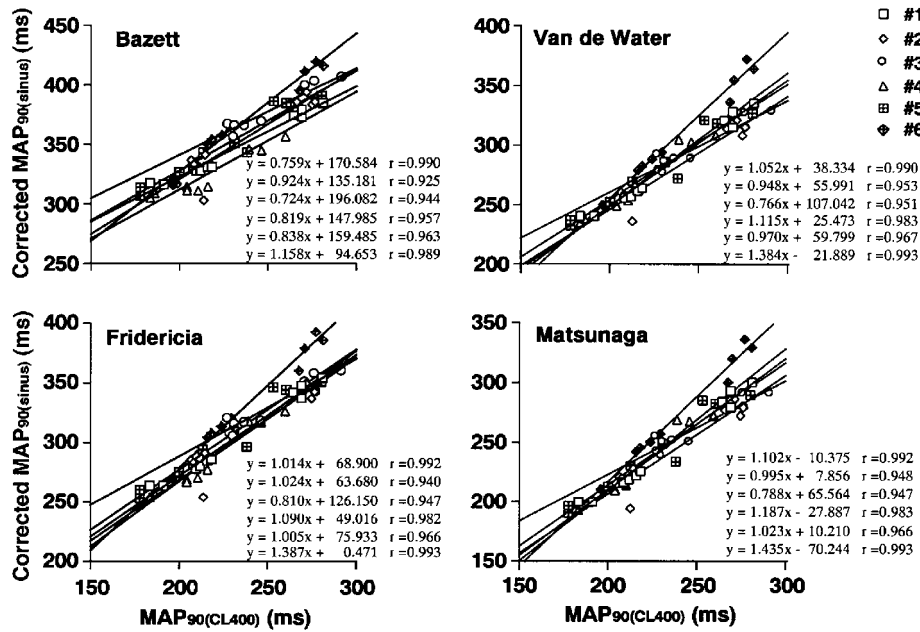 Bazett
Corrected MAP90(sinus) (ms)
450
400
350
300
250
y = 0.759x + 170.584 r =0.990
y = 0.924x + 135.181 r =0.925
y = 0.724x + 196.082 r =0.944
y = 0.819x + 147.985 r =0.957
y = 0.838x + 159.485 r =0.963
y = 1.158x + 94.653 r =0.989
Van de Water
350
300
250
200
y = 1.052x + 38.334 r =0.990
y = 0.948x + 55.991 r =0.953
y = 0.766x + 107.042 r =0.951
y = 1.115x + 25.473 r =0.983
y = 0.970x + 59.799 r =0.967
y = 1.384x - 21.889 r =0.993
#1
#2
#3
#4
#5
#6
Fridericia
Corrected MAP90(sinus) (ms)
400
350
300
250
200
y = 1.014x + 68.900 r =0.992
y = 1.024x + 63.680 r =0.940
y = 0.810x + 126.150 r =0.947
y = 1.090x + 49.016 r =0.982
y = 1.005x + 75.933 r =0.966
y = 1.387x + 0.471 r =0.993
150 200 250 300
MAP90(CL400) (ms)
Matsunaga
350
300
250
200
150
y = 1.102x - 10.375 r =0.992
y = 0.995x + 7.856 r =0.948
y = 0.788x + 65.564 r =0.947
y = 1.187x - 27.887 r =0.983
y = 1.023x + 10.210 r =0.966
y = 1.435x - 70.244 r =0.993
150 200 250 300
MAP90(CL400) (ms)